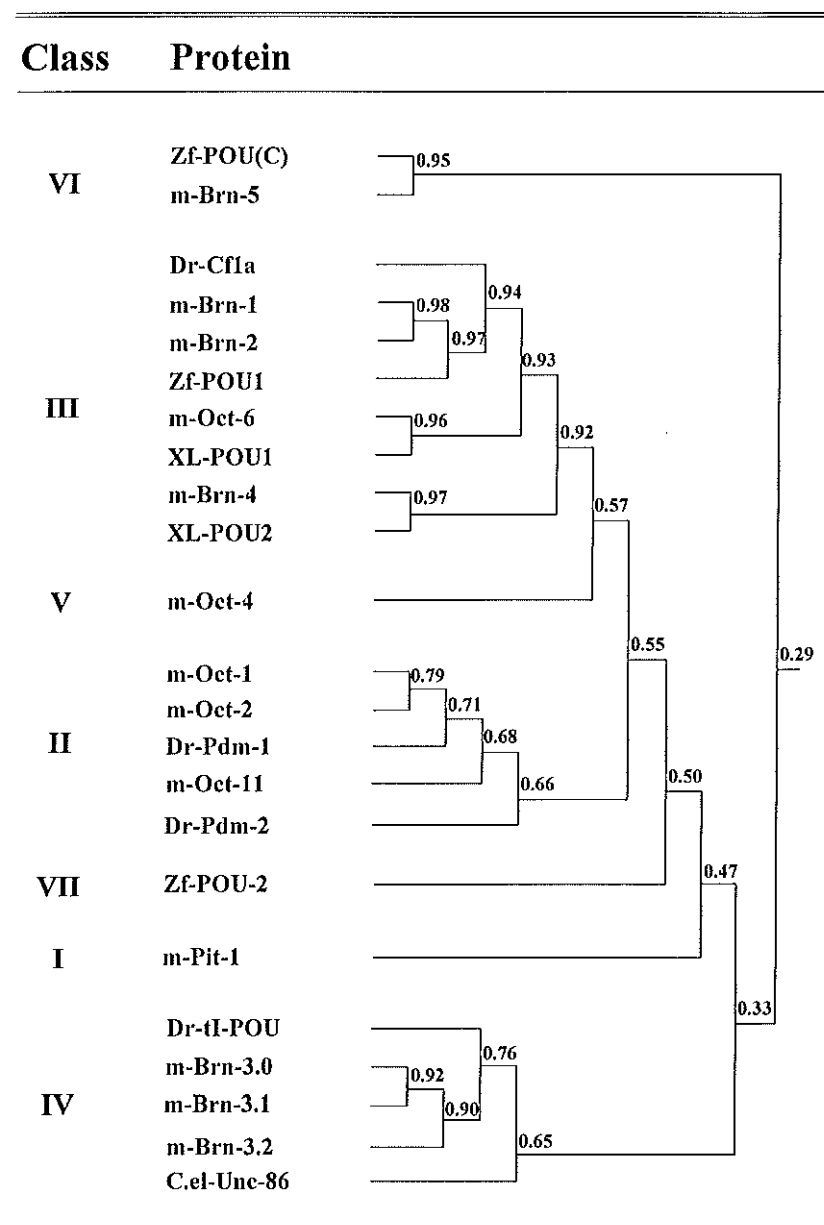 Class Protein
VI
Zf-POU(C)
m-Brn-5
0.95
III
Dr-Cf1a
m-Brn-1
m-Brn-2
Zf-POU1
m-Oct-6
XL-POU1
m-Brn-4
XL-POU2
0.94
0.98
0.97
0.93
0.96
0.92
0.97
0.57
V
m-Oct-4
0.55
0.29
II
m-Oct-1
m-Oct-2
Dr-Pdm-1
m-Oct-11
Dr-Pdm-2
0.79
0.71
0.68
0.66
0.50
VII
Zf-POU-2
0.47
I
m-Pit-1
0.33
IV
Dr-tI-POU
m-Brn-3.0
m-Brn-3.1
m-Brn-3.2
C.el-Unc-86
0.76
0.92
0.90
0.65